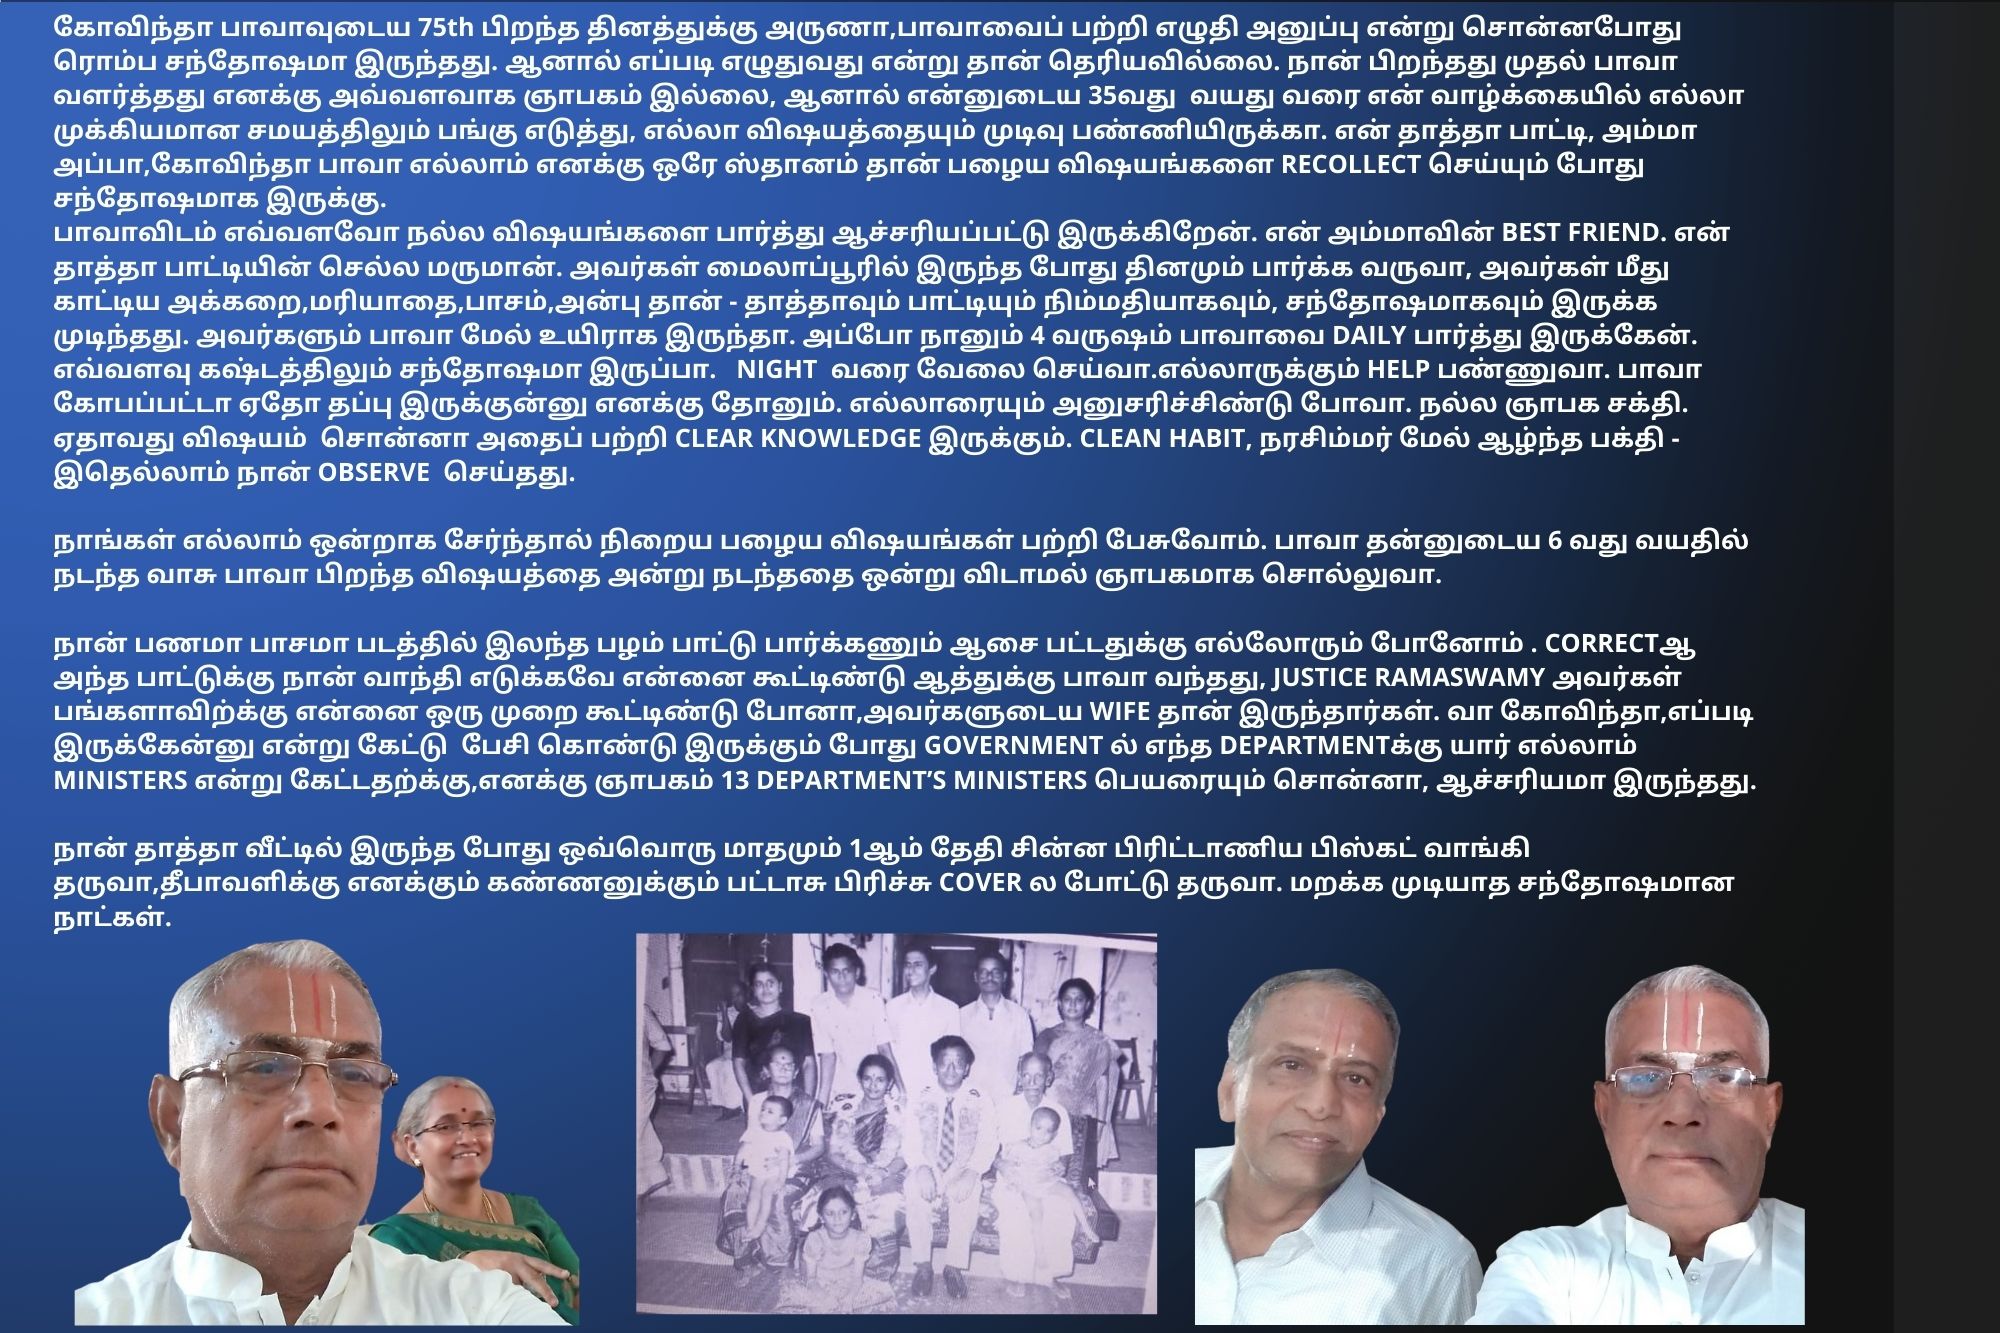 கோவிந்தா பாவாவுடைய 75th பிறந்த தினத்துக்கு அருணா,பாவாவைப் பற்றி எழுதி அனுப்பு என்று சொன்னபோது
ரொம்ப சந்தோஷமா இருந்தது. ஆனால் எப்படி எழுதுவது என்று தான் தெரியவில்லை. நான் பிறந்தது முதல் பாவா
வளர்த்தது எனக்கு அவ்வளவாக ஞாபகம் இல்லை, ஆனால் என்னுடைய 35வது வயது வரை என் வாழ்க்கையில் எல்லா
முக்கியமான சமயத்திலும் பங்கு எடுத்து, எல்லா விஷயத்தையும் முடிவு பண்ணியிருக்கா. என் தாத்தா பாட்டி, அம்மா
அப்பா,கோவிந்தா பாவா எல்லாம் எனக்கு ஒரே ஸ்தானம் தான் பழைய விஷயங்களை RECOLLECT செய்யும் போது
சந்தோஷமாக இருக்கு.
பாவாவிடம் எவ்வளவோ நல்ல விஷயங்களை பார்த்து ஆச்சரியப்பட்டு இருக்கிறேன். என் அம்மாவின் BEST FRIEND. என்
தாத்தா பாட்டியின் செல்ல மருமான். அவர்கள் மைலாப்பூரில் இருந்த போது தினமும் பார்க்க வருவா, அவர்கள் மீது
காட்டிய அக்கறை,மரியாதை,பாசம்,அன்பு தான் - தாத்தாவும் பாட்டியும் நிம்மதியாகவும், சந்தோஷமாகவும் இருக்க
முடிந்தது. அவர்களும் பாவா மேல் உயிராக இருந்தா. அப்போ நானும் 4 வருஷம் பாவாவை DAILY பார்த்து இருக்கேன்.
எவ்வளவு கஷ்டத்திலும் சந்தோஷமா இருப்பா. NIGHT வரை வேலை செய்வா.எல்லாருக்கும் HELP பண்ணுவா. பாவா
கோபப்பட்டா ஏதோ தப்பு இருக்குன்னு எனக்கு தோனும். எல்லாரையும் அனுசரிச்சிண்டு போவா. நல்ல ஞாபக சக்தி.
ஏதாவது விஷயம் சொன்னா அதைப் பற்றி CLEAR KNOWLEDGE இருக்கும். CLEAN HABIT, நரசிம்மர் மேல் ஆழ்ந்த பக்தி -
இதெல்லாம் நான் OBSERVE செய்தது.
நாங்கள் எல்லாம் ஒன்றாக சேர்ந்தால் நிறைய பழைய விஷயங்கள் பற்றி பேசுவோம். பாவா தன்னுடைய 6 வது வயதில்
நடந்த வாசு பாவா பிறந்த விஷயத்தை அன்று நடந்ததை ஒன்று விடாமல் ஞாபகமாக சொல்லுவா.
நான் பணமா பாசமா படத்தில் இலந்த பழம் பாட்டு பார்க்கணும் ஆசை பட்டதுக்கு எல்லோரும் போனோம் . CORRECTஆ
அந்த பாட்டுக்கு நான் வாந்தி எடுக்கவே என்னை கூட்டிண்டு ஆத்துக்கு பாவா வந்தது, JUSTICE RAMASWAMY அவர்கள்
பங்களாவிற்க்கு என்னை ஒரு முறை கூட்டிண்டு போனா,அவர்களுடைய WIFE தான் இருந்தார்கள். வா கோவிந்தா,எப்படி
இருக்கேன்னு என்று கேட்டு பேசி கொண்டு இருக்கும் போது GOVERNMENT ல் எந்த DEPARTMENTக்கு யார் எல்லாம்
MINISTERS என்று கேட்டதற்க்கு,எனக்கு ஞாபகம் 13 DEPARTMENT’S MINISTERS பெயரையும் சொன்னா, ஆச்சரியமா இருந்தது.
நான் தாத்தா வீட்டில் இருந்த போது ஒவ்வொரு மாதமும் 1ஆம் தேதி சின்ன பிரிட்டாணிய பிஸ்கட் வாங்கி
தருவா,தீபாவளிக்கு எனக்கும் கண்ணனுக்கும் பட்டாசு பிரிச்சு COVER ல போட்டு தருவா. மறக்க முடியாத சந்தோஷமான
நாட்கள்.